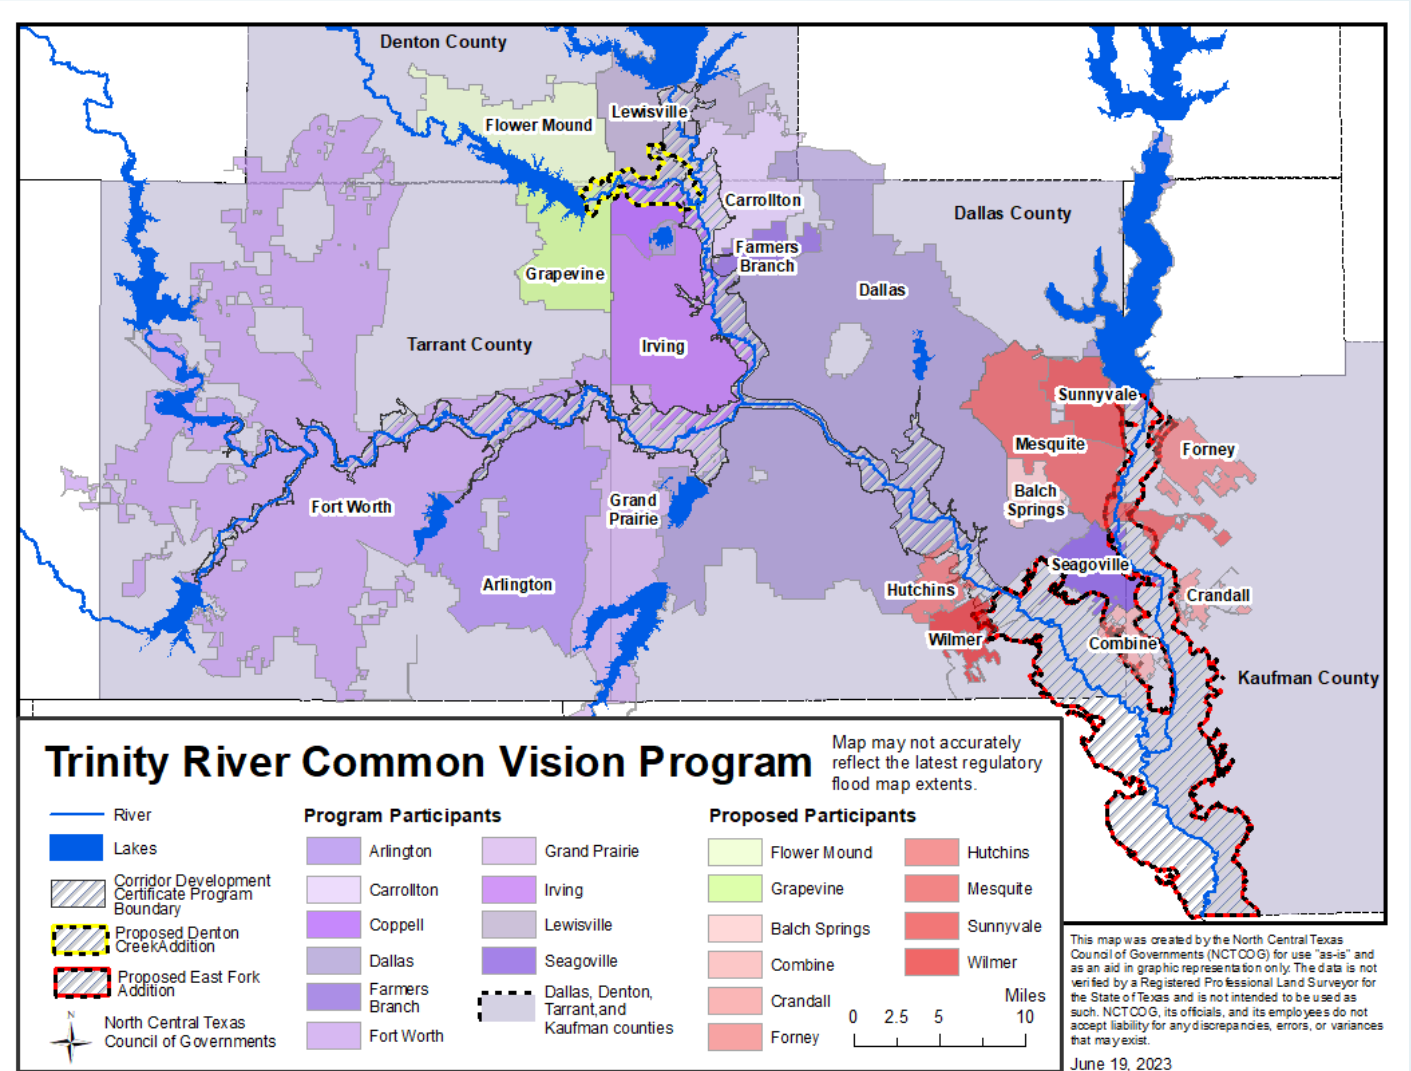 Denton County
Lewisville
Flower Mound
Carrollton
Dallas County
Farmers
Branch
Grapevine
Dallas
Tarrant County
Irving
Sunnyvale
Mesquite
Forney
Balch
Springs
Grand
Prairie
Fort Worth
Seagoville
Arlington
Hutchins
Crandall
Wilmer
Combine
Kaufman County
Trinity River Common Vision Program
Map may not accurately
reflect the latest regulatory
flood map extents.
River
Lakes
Corridor Development
Certificate Program
Boundary
Proposed Denton
CreekAddition
Proposed East Fork
Addition
N
North Central Texas
Council of Governments
Program Participants
Arlington
Carrollton
Coppell
Dallas
Farmers
Branch
Fort Worth
Grand Prairie
Irving
Lewisville
Seagoville
Dallas, Denton,
Tarrant,and
Kaufman counties
Proposed Participants
Flower Mound
Grapevine
Balch Springs
Combine
Crandall
Forney
Hutchins
Mesquite
Sunnyvale
Wilmer
Miles
0 2.5 5 10
This map was created by the North Central Texas
Council of Governments (NCTCOG) for use "as-is" and
as an aid in graphic representation only. The data is not
verified by a Registered Professional Land Surveyor for
the State of Texas and is not intended to be used as
such. NCTCOG, its officials, and its employees do not
accept liability for any discrepancies, errors, or variances
that may exist.
June 19, 2023